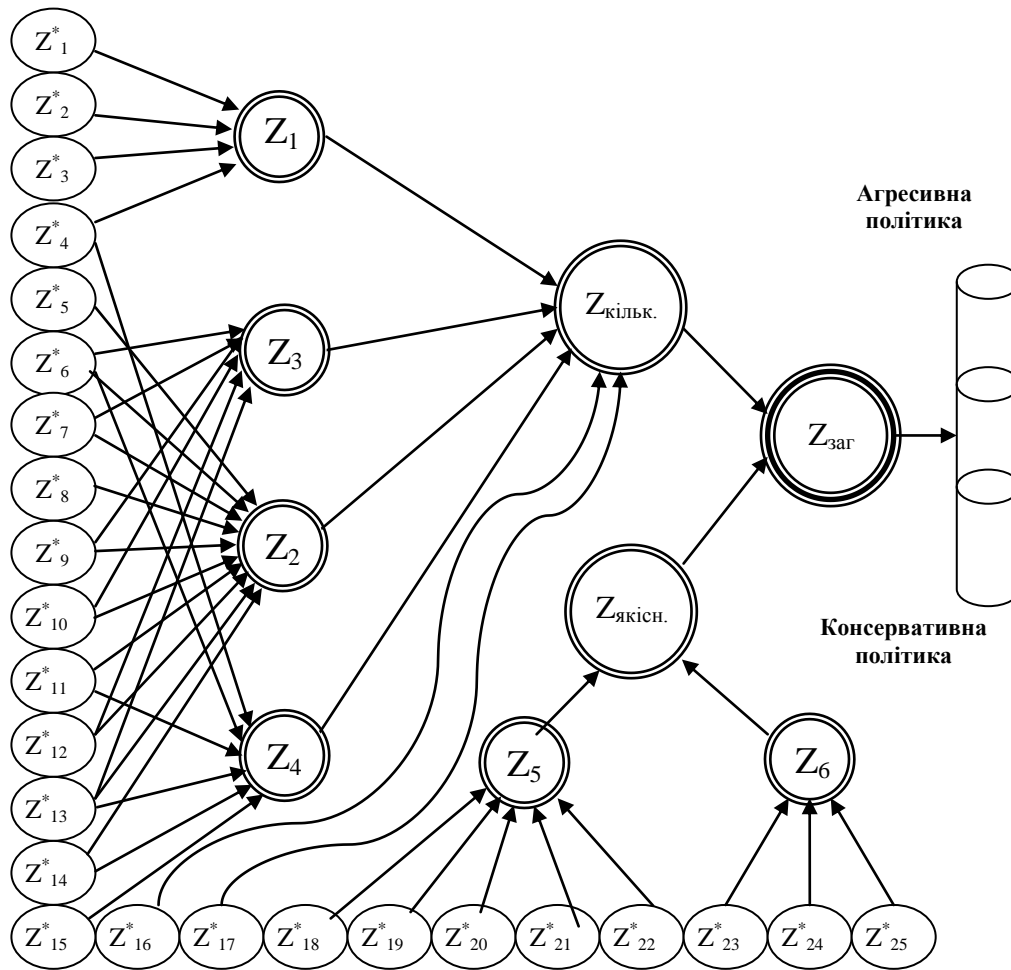 Z*1
Z*2
Z*3
Z*4
Z*5
Z*6
Z*7
Z*8
Z*9
Z*10
Z*11
Z*12
Z*13
Z*14
Z*15
Z*16
Z*17
Z*18
Z*19
Z*20
Z*21
Z*22
Z*23
Z*24
Z*25
Z1
Z3
Z2
Z4
Z5
Z6
Zкільк.
Zякісн.
Zзаг
Агресивна
політика
Консервативна
політика